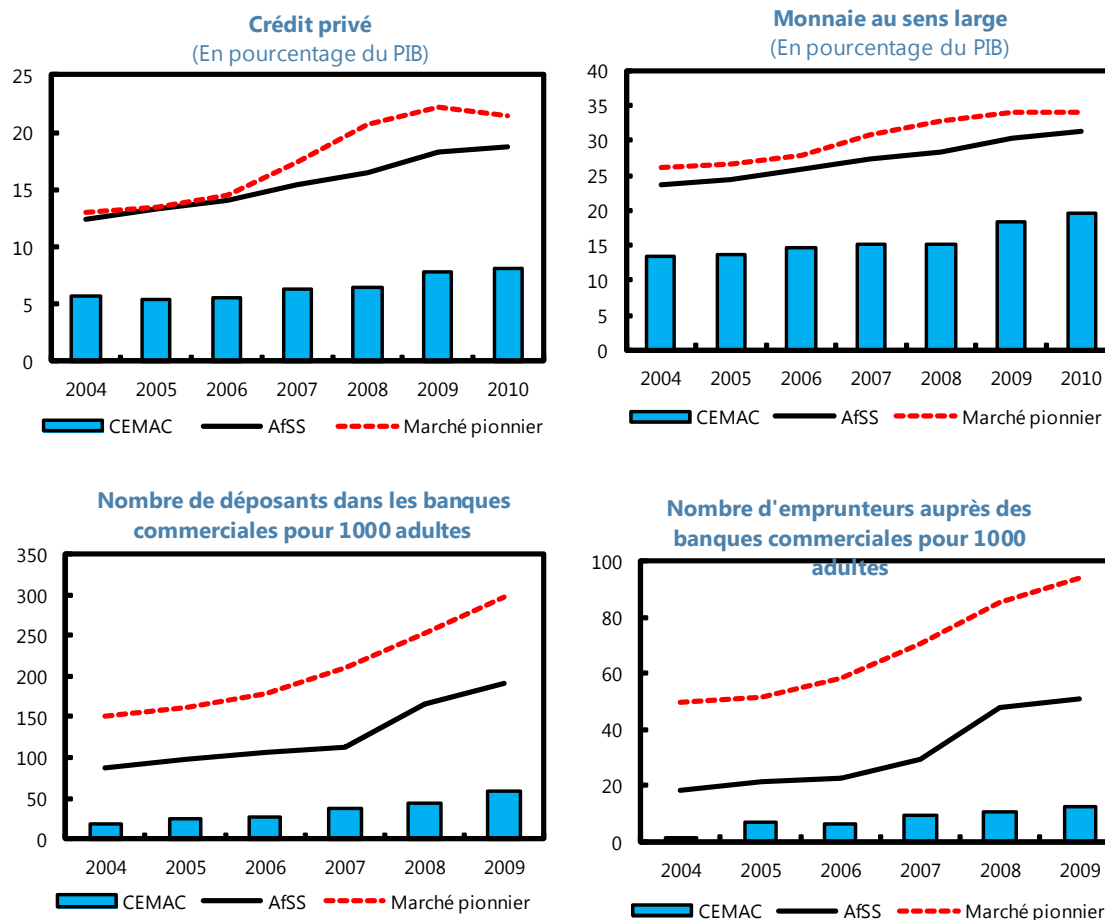 Crédit privé
(En pourcentage du PIB)
25
20
15
10
5
0
2004 2005 2006 2007 2008 2009 2010
CEMAC AfSS Marché pionnier
Monnaie au sens large
(En pourcentage du PIB)
40
35
30
25
20
15
10
5
0
2004 2005 2006 2007 2008 2009 2010
CEMAC AfSS Marché pionnier
Nombre de déposants dans les banques
commerciales pour 1000 adultes
350
300
250
200
150
100
50
0
2004 2005 2006 2007 2008 2009
CEMAC AfSS Marché pionnier
Nombre d'emprunteurs auprès des
banques commerciales pour 1000
adultes
100
80
60
40
20
0
2004 2005 2006 2007 2008 2009
CEMAC AfSS Marché pionnier